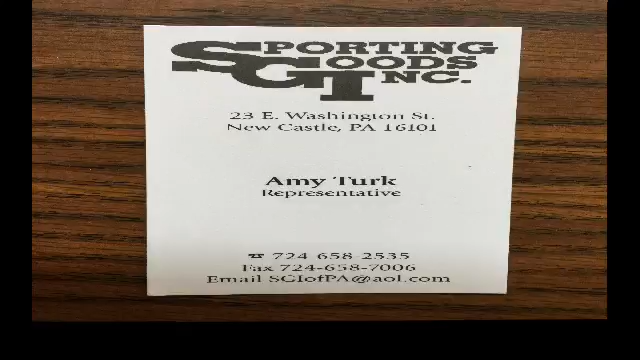 SPORTING
GOODS
INC.
23 E. Washington St.
New Castle, PA 16101
Amy Turk
Representative
☎ 724-658-2535
Fax 724-658-7006
Email SGIofPA@aol.com